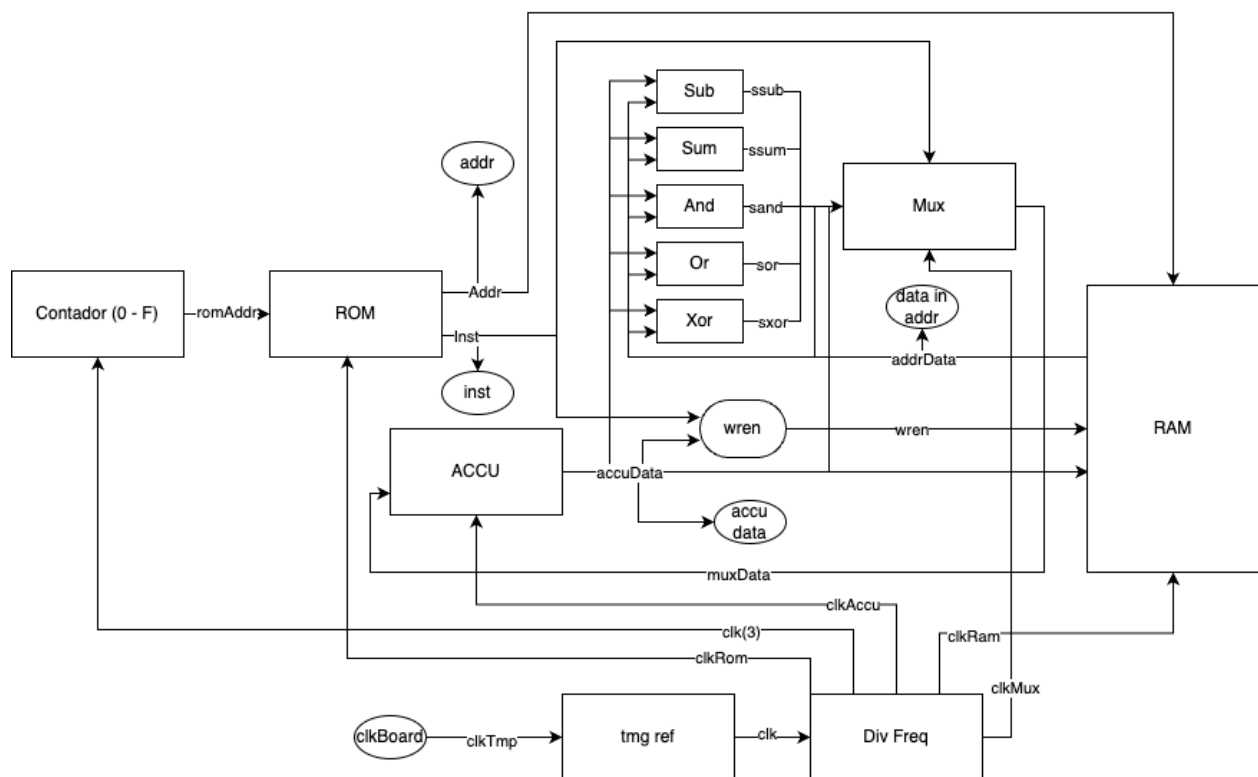 Sub
ssub
Sum
ssum
addr
And
sand
Mux
Or
sor
Addr
Contador (0 - F)
romAddr
ROM
data in
addr
Xor
sxor
Inst
addrData
inst
wren
wren
RAM
ACCU
accuData
accu
data
muxData
clkAccu
clk(3)
clkRam
clkRom
clkMux
clkBoard
clkTmp
tmg ref
clk
Div Freq